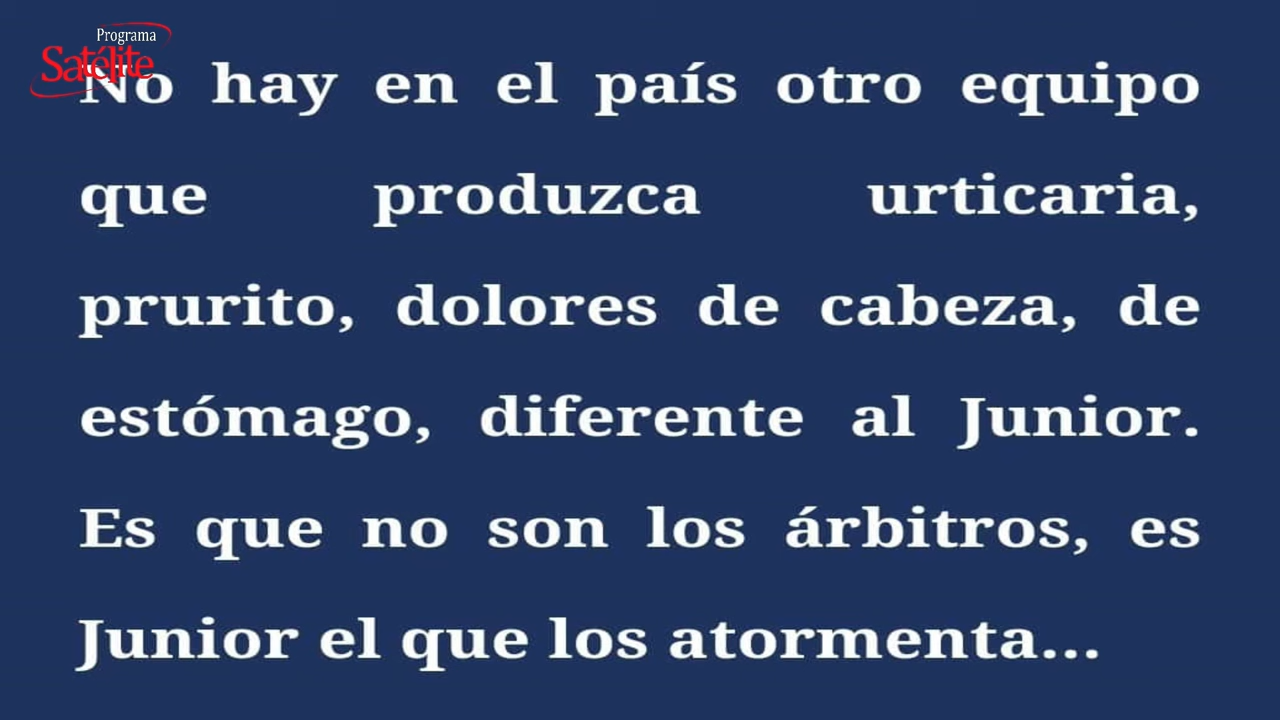 Programa
Satélite
No hay en el país otro equipo
que produzca urticaria,
prurito, dolores de cabeza, de
estómago, diferente al Junior.
Es que no son los árbitros, es
Junior el que los atormenta...